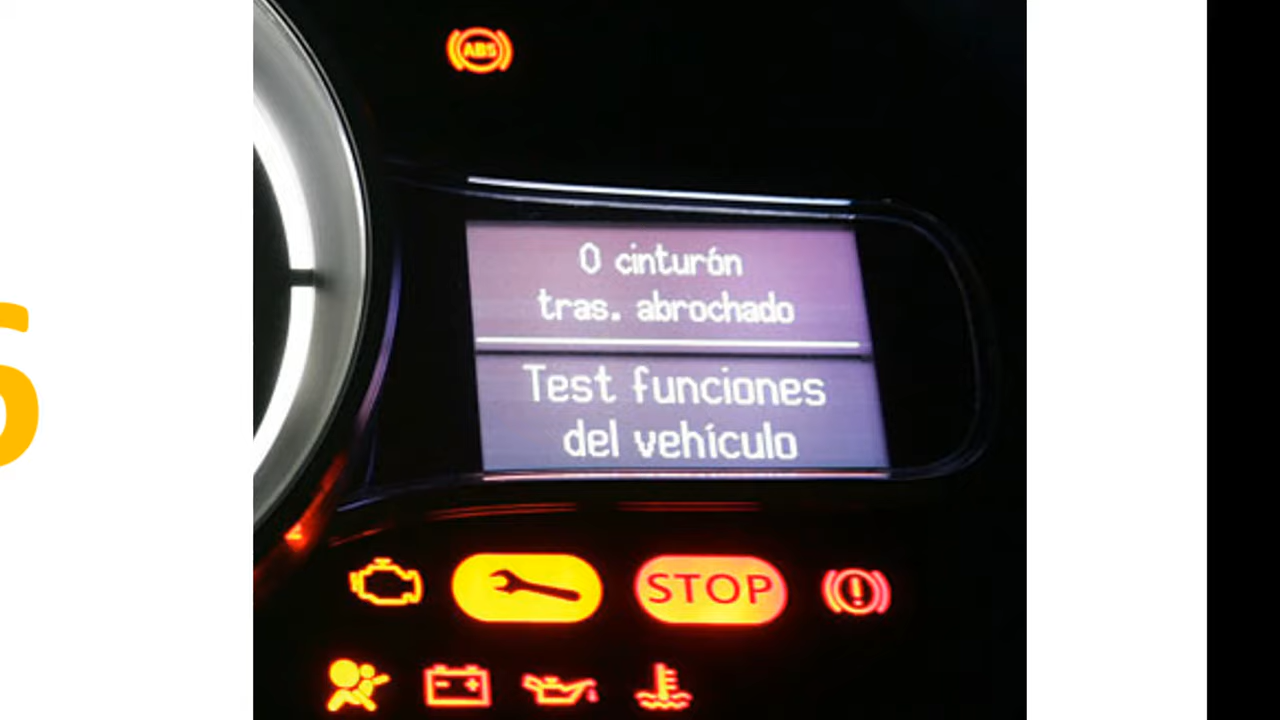 ABS
0 cinturón
tras. abrochado
Test funciones
del vehículo
STOP